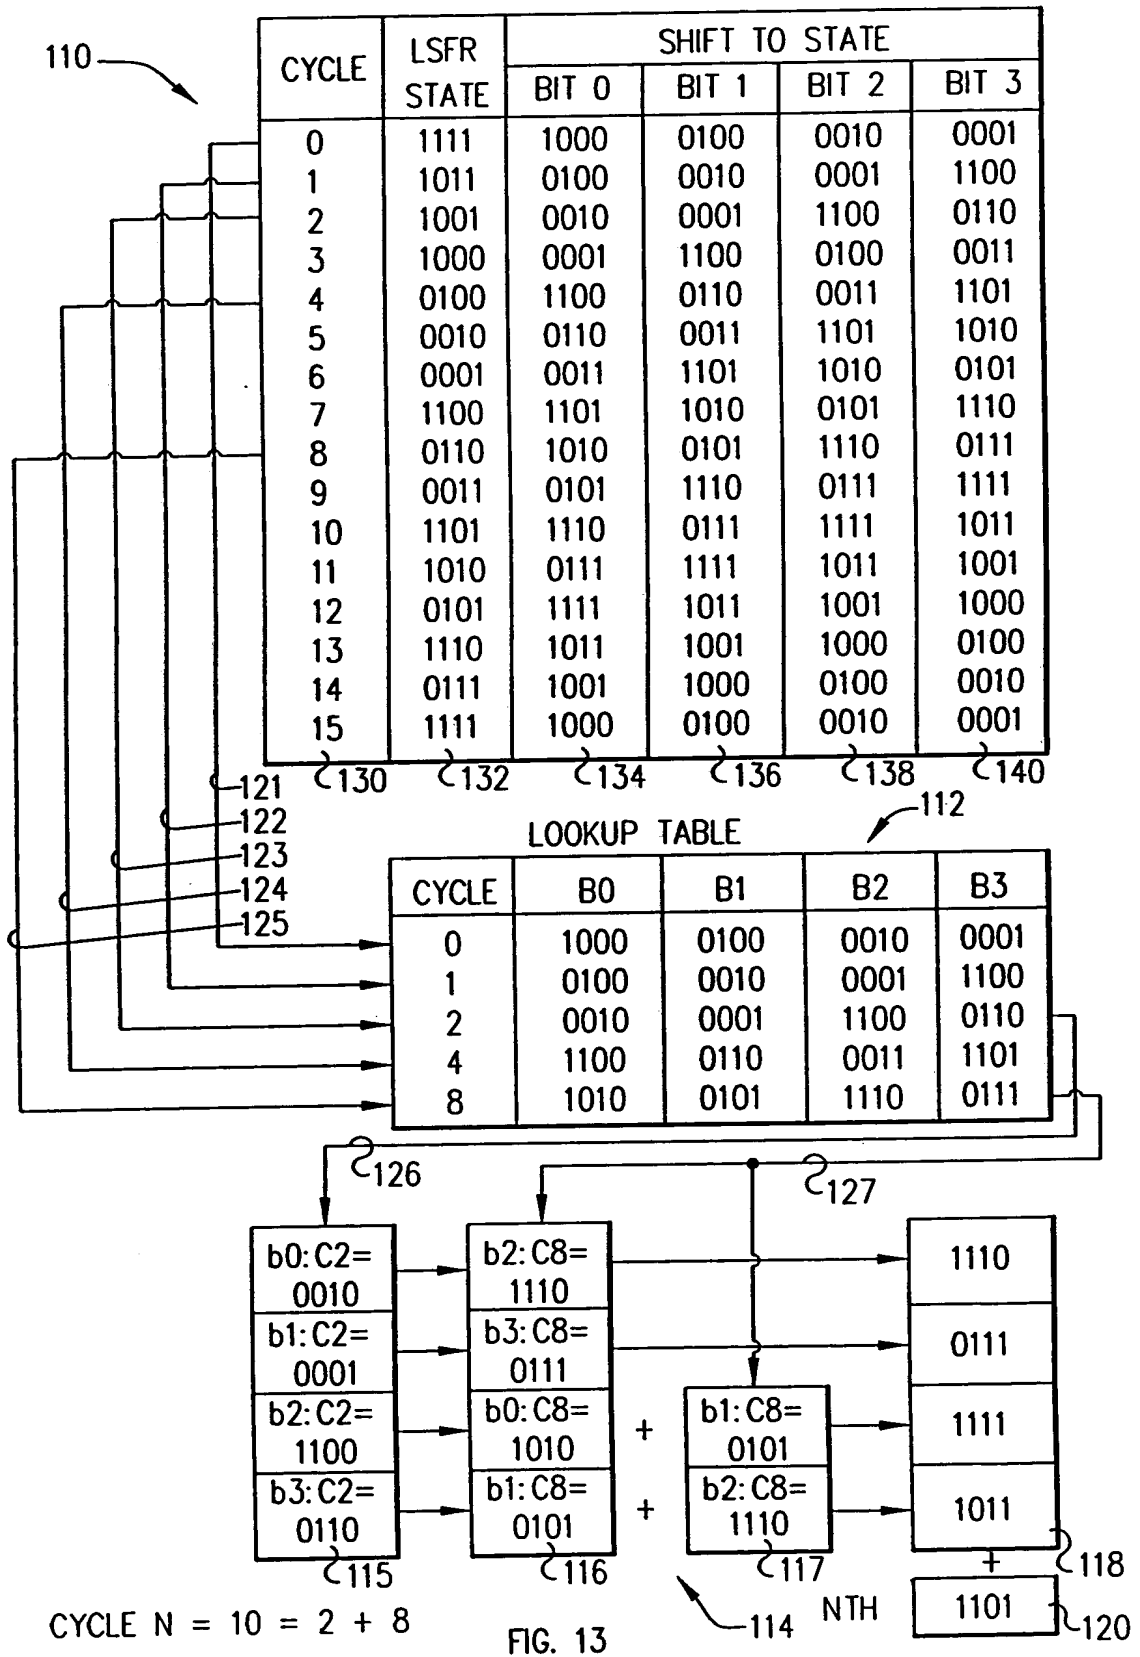 110
CYCLE LSFR STATE SHIFT TO STATE
BIT 0 BIT 1 BIT 2 BIT 3
0 1111 1000 0100 0010 0001
1 1011 0100 0010 0001 1100
2 1001 0010 0001 1100 0110
3 1000 0001 1100 0100 0011
4 0100 1100 0110 0011 1101
5 0010 0110 0011 1101 1010
6 0001 0011 1101 1010 0101
7 1100 1101 1010 0101 1110
8 0110 1010 0101 1110 0111
9 0011 0101 1110 0111 1111
10 1101 1110 0111 1111 1011
11 1010 0111 1111 1011 1001
12 0101 1111 1011 1001 1000
13 1110 1011 1001 1000 0100
14 0111 1001 1000 0100 0010
15 1111 1000 0100 0010 0001
130 132 134 136 138 140
121
122
123
124
125
LOOKUP TABLE
112
CYCLE B0 B1 B2 B3
0 1000 0100 0010 0001
1 0100 0010 0001 1100
2 0010 0001 1100 0110
4 1100 0110 0011 1101
8 1010 0101 1110 0111
126 127
b0:C2= b2:C8= 1110
0010 1110
b1:C2= b3:C8= 0111
0001 0111
b2:C2= b0:C8= + b1:C8= 1111
1100 1010 0101
b3:C2= b1:C8= + b2:C8= 1011
0110 0101 1110
115 116 117 + 118
114 NTH 1101 120
CYCLE N = 10 = 2 + 8
FIG. 13